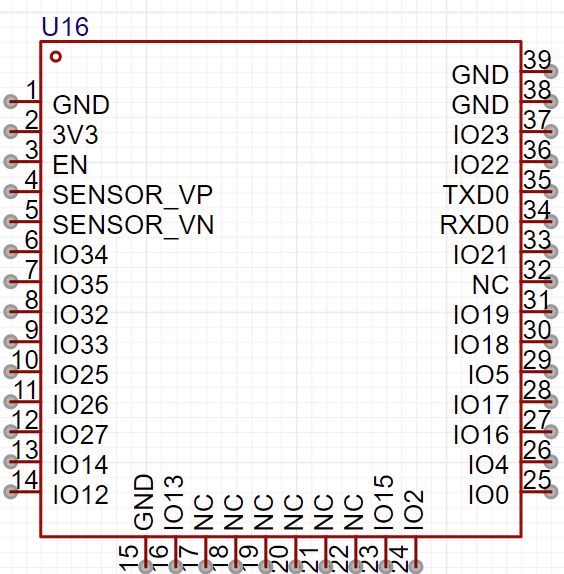 U16
1 GND
2 3V3
3 EN
4 SENSOR_VP
5 SENSOR_VN
6 IO34
7 IO35
8 IO32
9 IO33
10 IO25
11 IO26
12 IO27
13 IO14
14 IO12
GND 15
IO13 16
NC 17
NC 18
NC 19
NC 20
NC 21
NC 22
IO15 23
IO2 24
GND 39
GND 38
IO23 37
IO22 36
TXD0 35
RXD0 34
IO21 33
NC 32
IO19 31
IO18 30
IO5 29
IO17 28
IO16 27
IO4 26
IO0 25